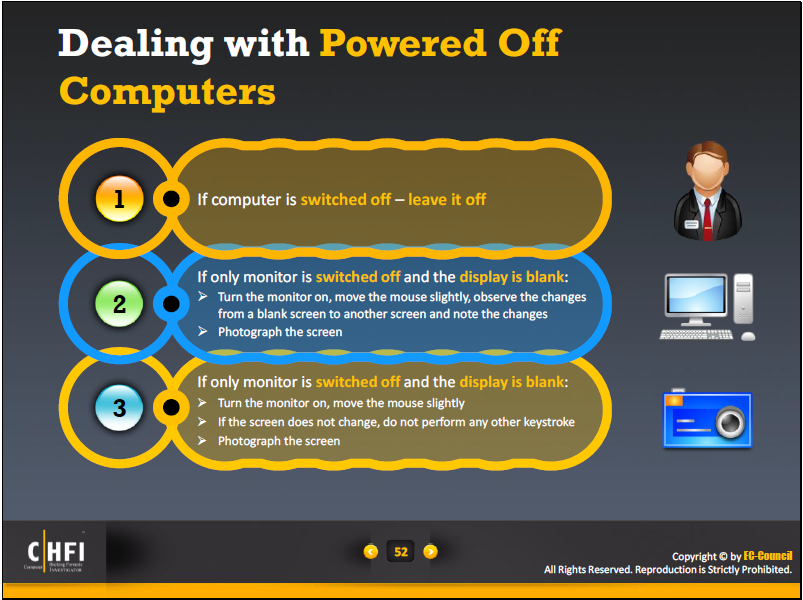 Dealing with Powered Off
Computers
1
If computer is switched off – leave it off
2
If only monitor is switched off and the display is blank:
➢ Turn the monitor on, move the mouse slightly, observe the changes
from a blank screen to another screen and note the changes
➢ Photograph the screen
3
If only monitor is switched off and the display is blank:
➢ Turn the monitor on, move the mouse slightly
➢ If the screen does not change, do not perform any other keystroke
➢ Photograph the screen
CHFI
Computer Hacking Forensic
INVESTIGATOR
52
Copyright © by EC-Council
All Rights Reserved. Reproduction is Strictly Prohibited.